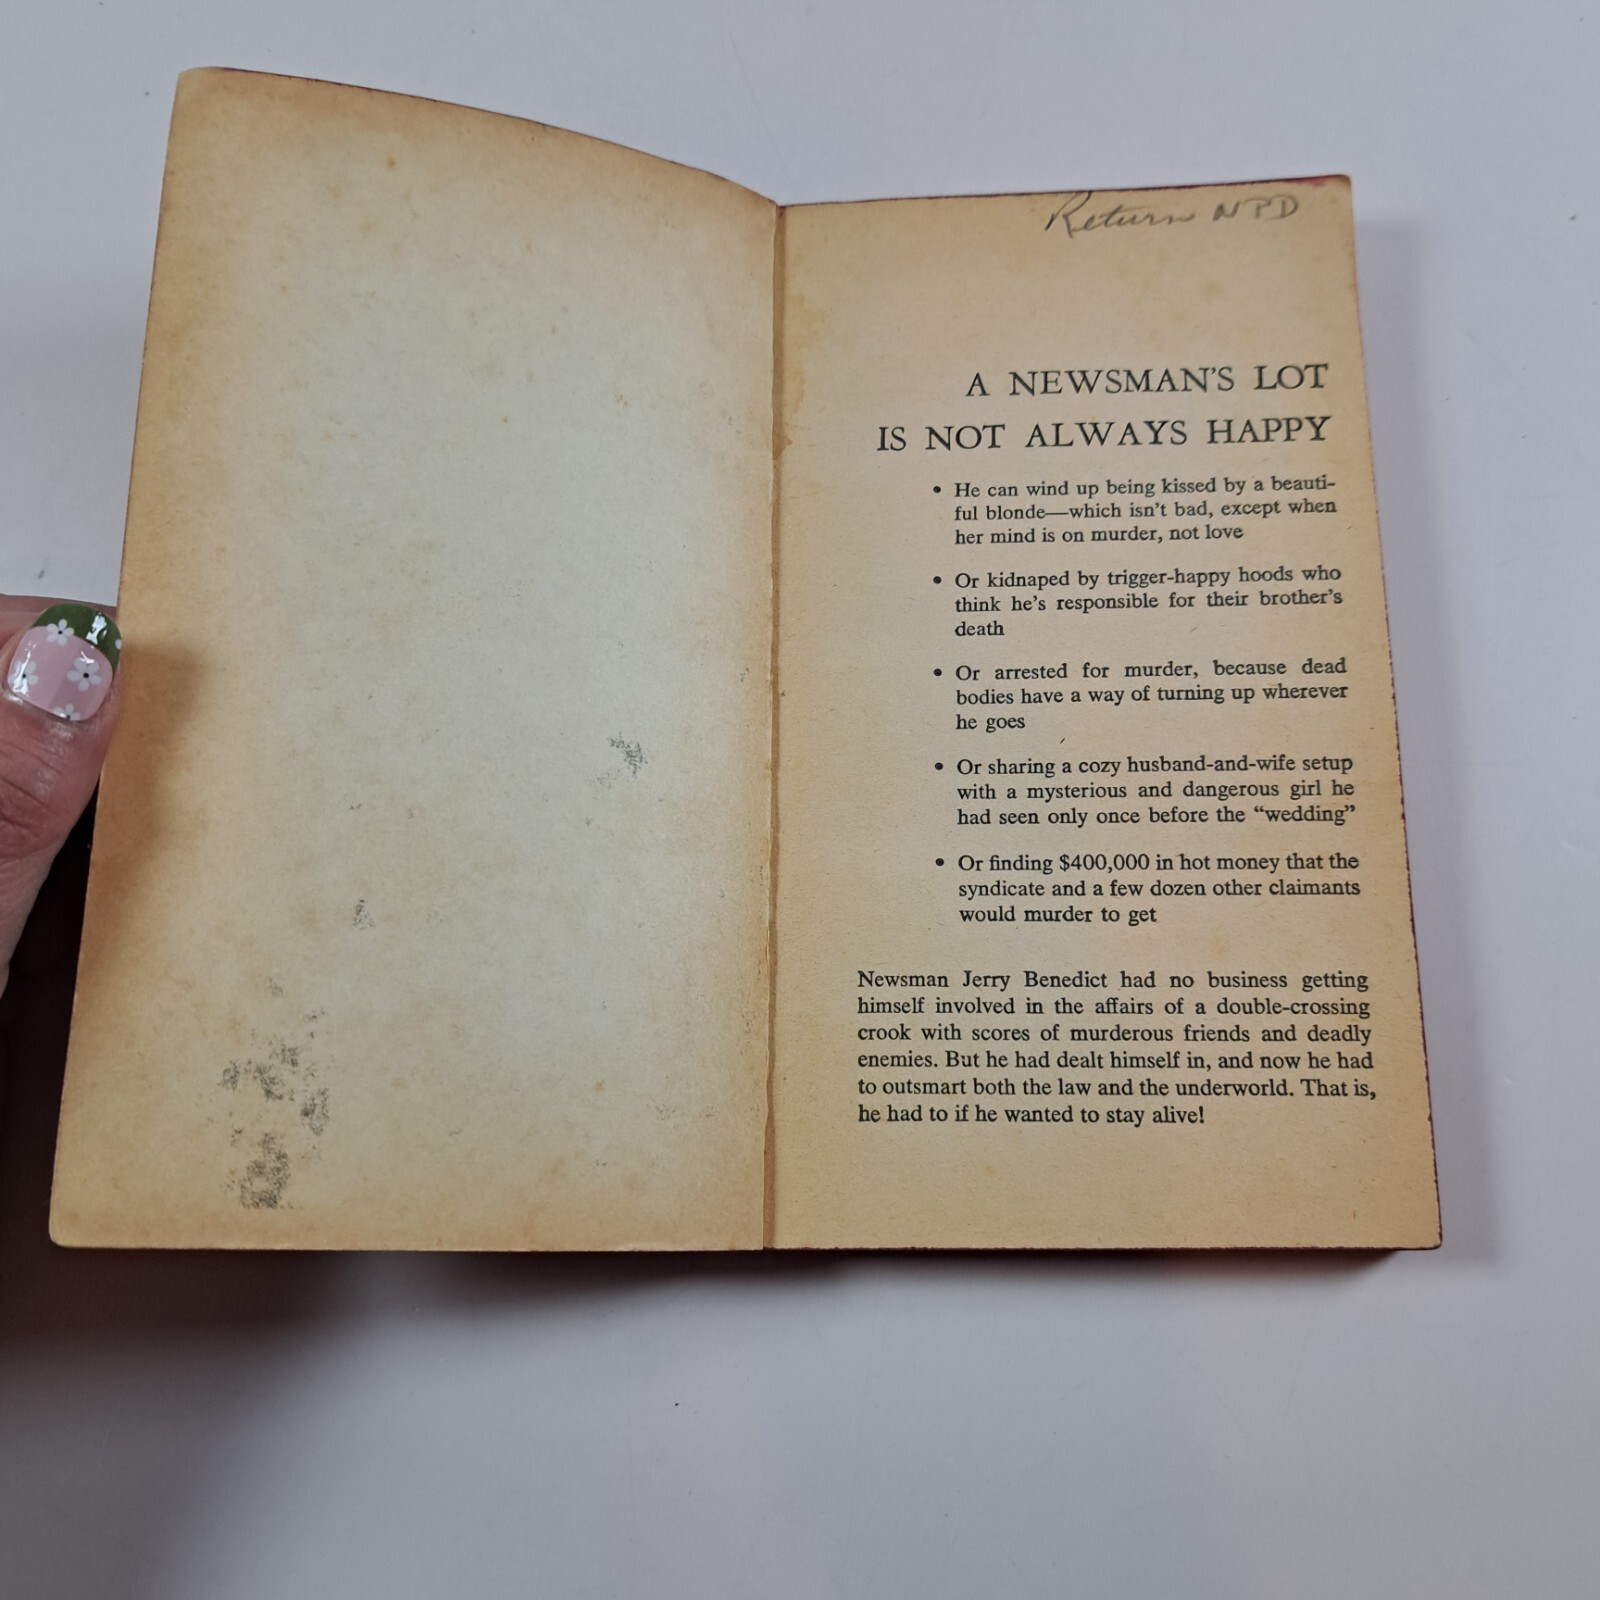 Return NPD
A NEWSMAN'S LOT
IS NOT ALWAYS HAPPY
• He can wind up being kissed by a beauti-
ful blonde—which isn't bad, except when
her mind is on murder, not love
• Or kidnaped by trigger-happy hoods who
think he's responsible for their brother's
death
• Or arrested for murder, because dead
bodies have a way of turning up wherever
he goes
• Or sharing a cozy husband-and-wife setup
with a mysterious and dangerous girl he
had seen only once before the “wedding”
• Or finding $400,000 in hot money that the
syndicate and a few dozen other claimants
would murder to get
Newsman Jerry Benedict had no business getting
himself involved in the affairs of a double-crossing
crook with scores of murderous friends and deadly
enemies. But he had dealt himself in, and now he had
to outsmart both the law and the underworld. That is,
he had to if he wanted to stay alive!